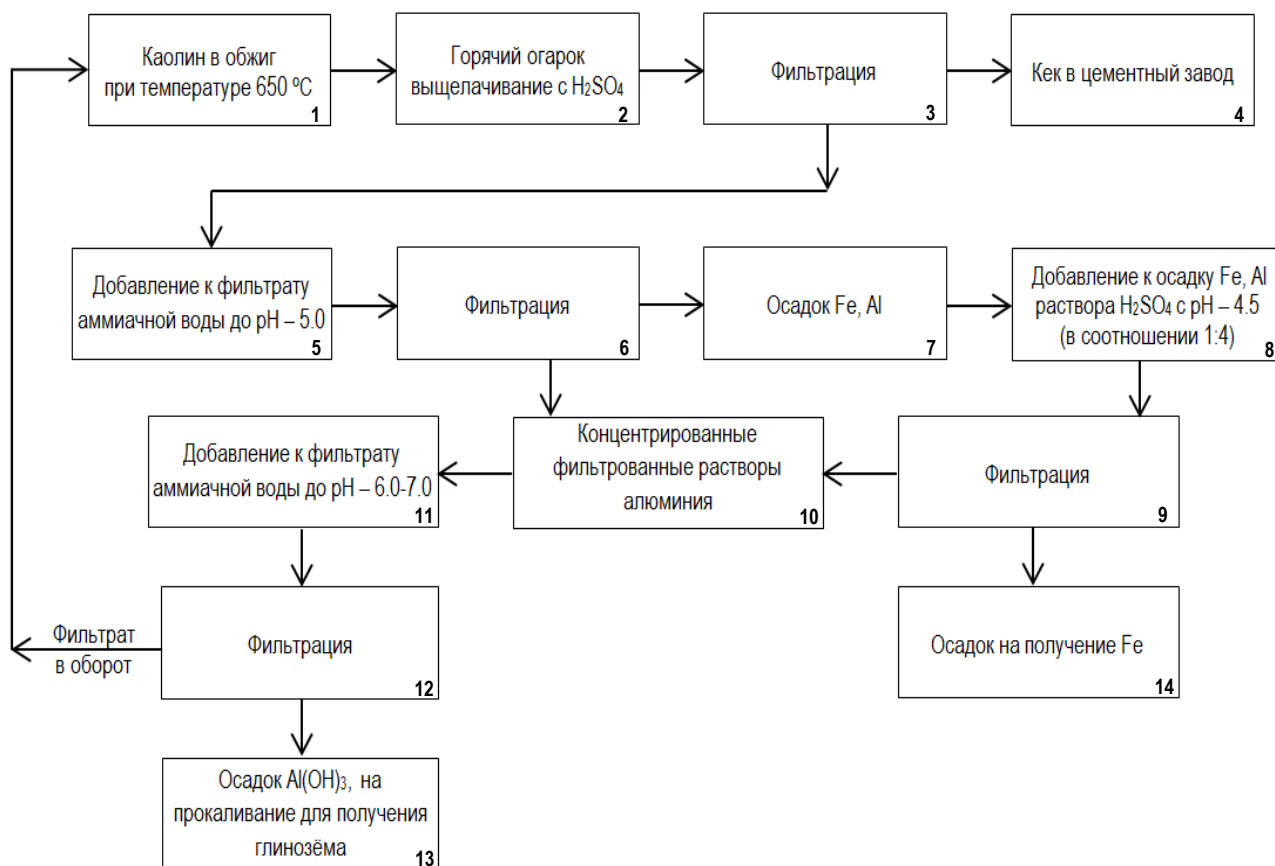 Каолин в обжиг
при температуре 650 ºС
1
Горячий огарок
выщелачивание с H₂SO₄
2
Фильтрация
3
Кек в цементный завод
4
Добавление к фильтрату
аммиачной воды до pH – 5.0
5
Фильтрация
6
Осадок Fe, Al
7
Добавление к осадку Fe, Al
раствора H₂SO₄ с pH – 4.5
(в соотношении 1:4)
8
Добавление к фильтрату
аммиачной воды до pH – 6.0-7.0
11
Концентрированные
фильтрованные растворы
алюминия
10
Фильтрация
9
Фильтрат
в оборот
Фильтрация
12
Осадок на получение Fe
14
Осадок Al(OH)₃, на
прокаливание для получения
глинозёма
13